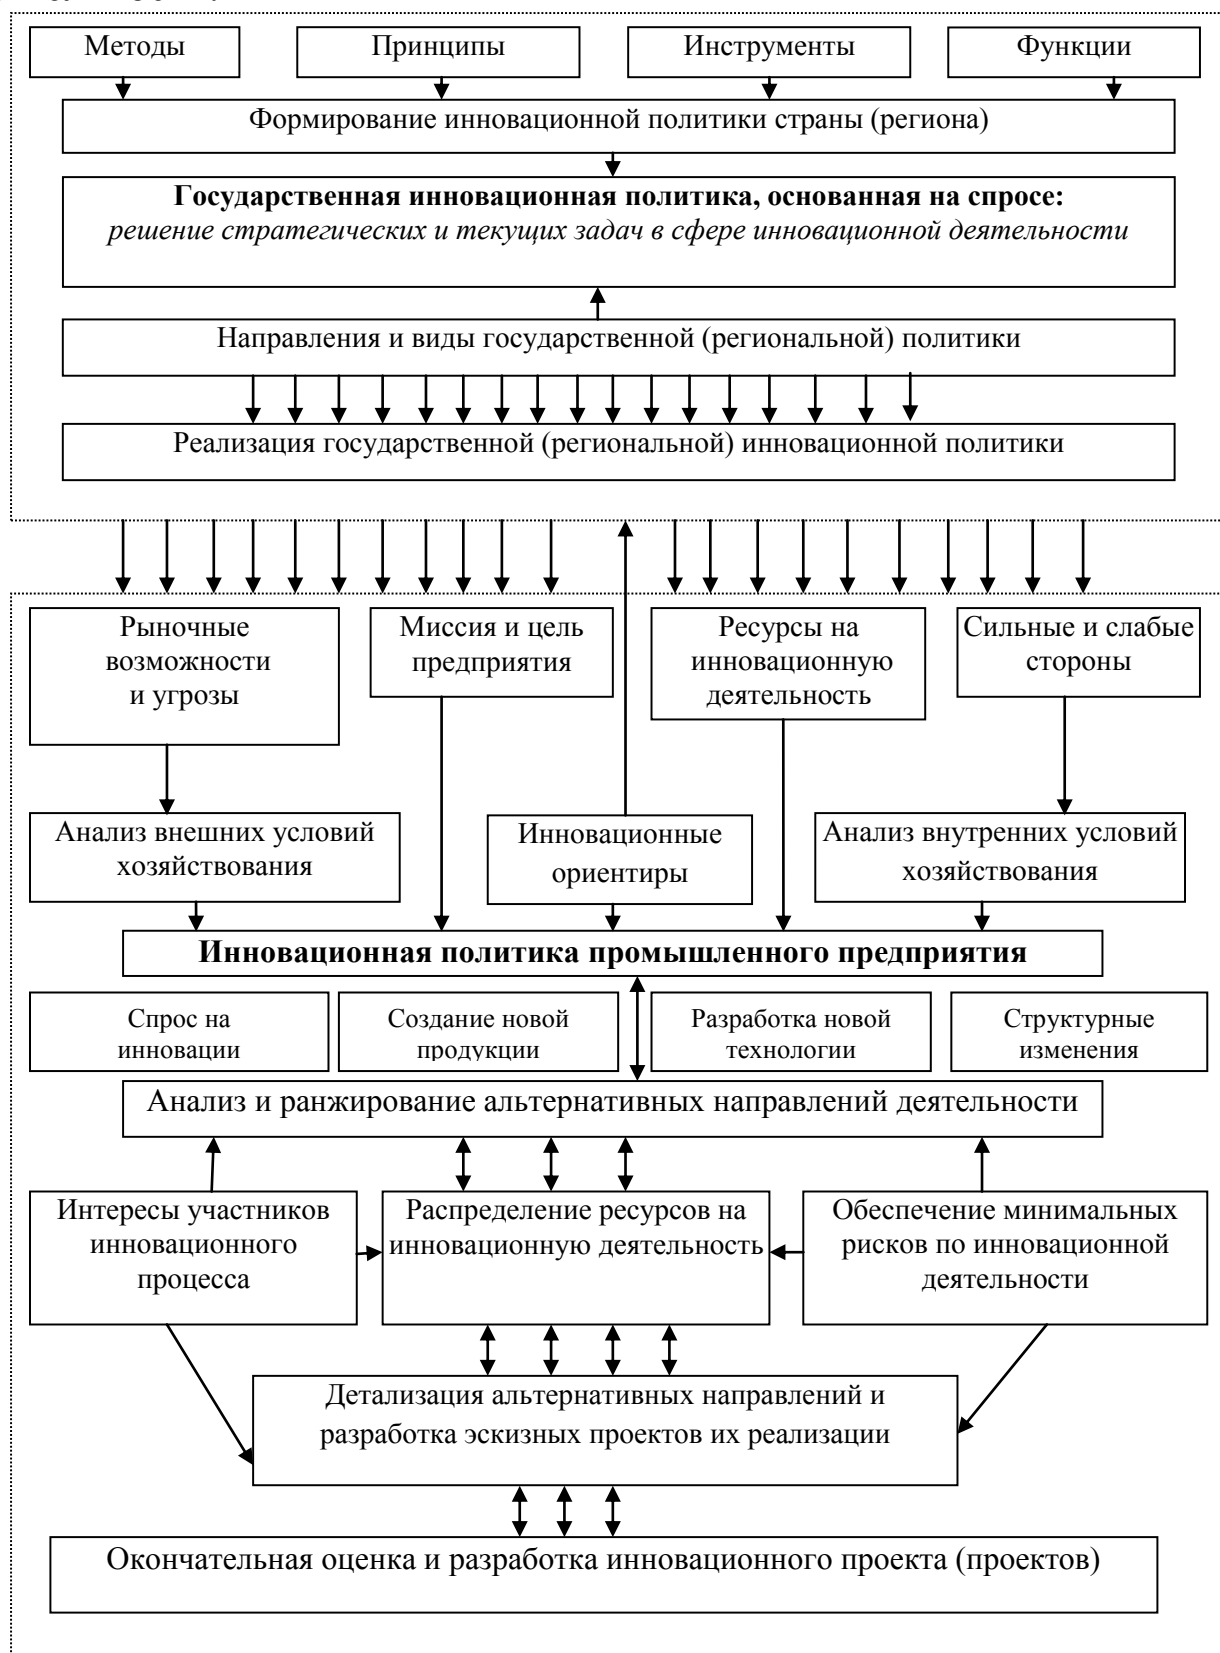 Методы
Принципы
Инструменты
Функции
Формирование инновационной политики страны (региона)
Государственная инновационная политика, основанная на спросе:
решение стратегических и текущих задач в сфере инновационной деятельности
Направления и виды государственной (региональной) политики
Реализация государственной (региональной) инновационной политики
Рыночные
возможности
и угрозы
Миссия и цель
предприятия
Ресурсы на
инновационную
деятельность
Сильные и слабые
стороны
Анализ внешних условий
хозяйствования
Инновационные
ориентиры
Анализ внутренних условий
хозяйствования
Инновационная политика промышленного предприятия
Спрос на
инновации
Создание новой
продукции
Разработка новой
технологии
Структурные
изменения
Анализ и ранжирование альтернативных направлений деятельности
Интересы участников
инновационного
процесса
Распределение ресурсов на
инновационную деятельность
Обеспечение минимальных
рисков по инновационной
деятельности
Детализация альтернативных направлений и
разработка эскизных проектов их реализации
Окончательная оценка и разработка инновационного проекта (проектов)